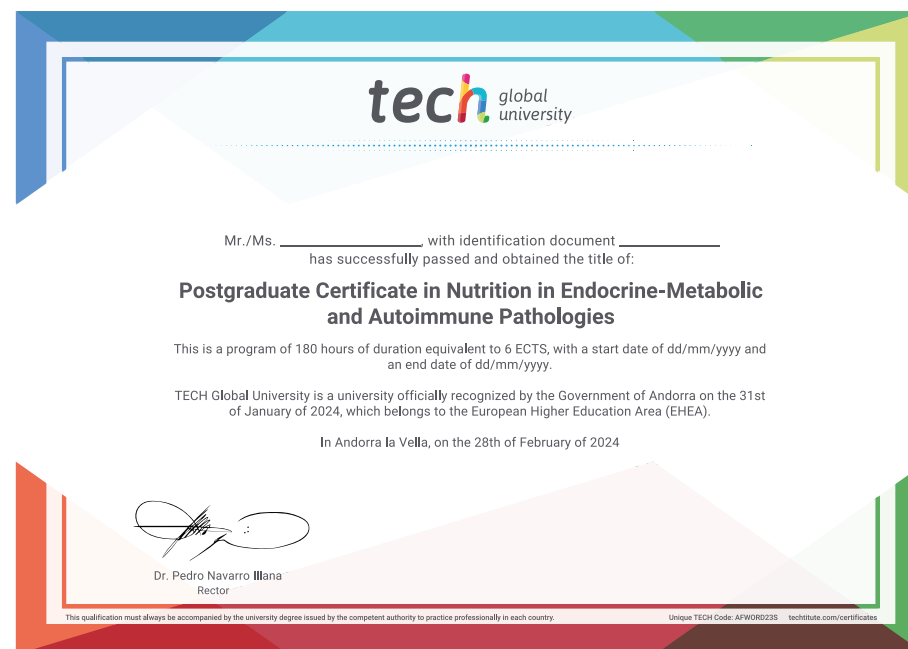 tech global
university
Mr./Ms. ____________________, with identification document ______________
has successfully passed and obtained the title of:
Postgraduate Certificate in Nutrition in Endocrine-Metabolic
and Autoimmune Pathologies
This is a program of 180 hours of duration equivalent to 6 ECTS, with a start date of dd/mm/yyyy and
an end date of dd/mm/yyyy.
TECH Global University is a university officially recognized by the Government of Andorra on the 31st
of January of 2024, which belongs to the European Higher Education Area (EHEA).
In Andorra la Vella, on the 28th of February of 2024
Dr. Pedro Navarro Illana
Rector
This qualification must always be accompanied by the university degree issued by the competent authority to practice professionally in each country.
Unique TECH Code: AFWORD23S techtitute.com/certificates